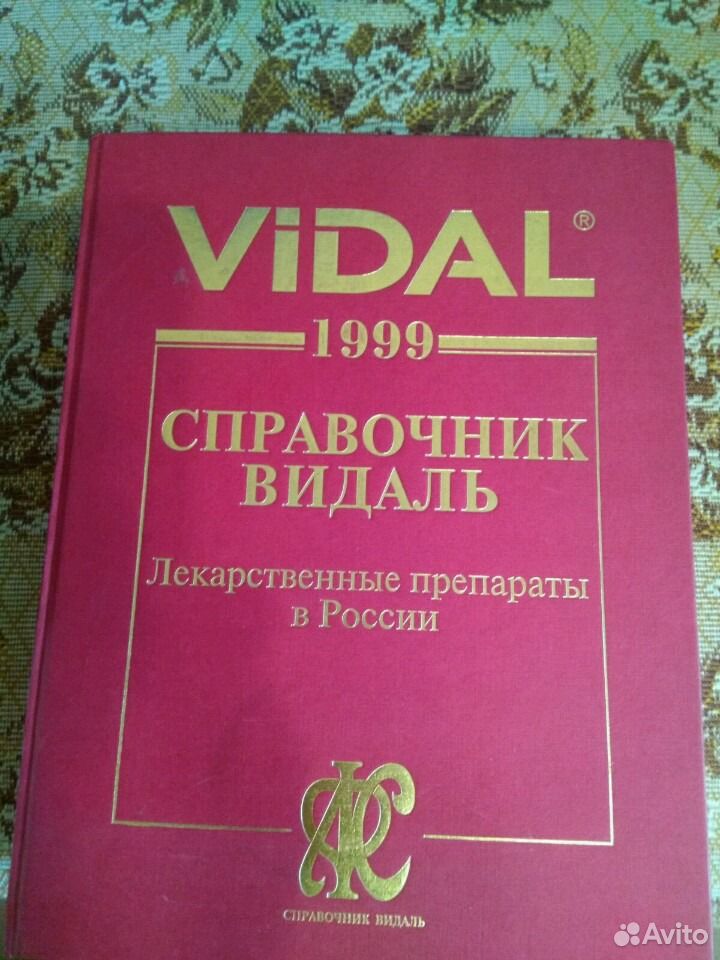 ViDAL®
1999
СПРАВОЧНИК
ВИДАЛЬ
Лекарственные препараты
в России
СПРАВОЧНИК ВИДАЛЬ
Avito